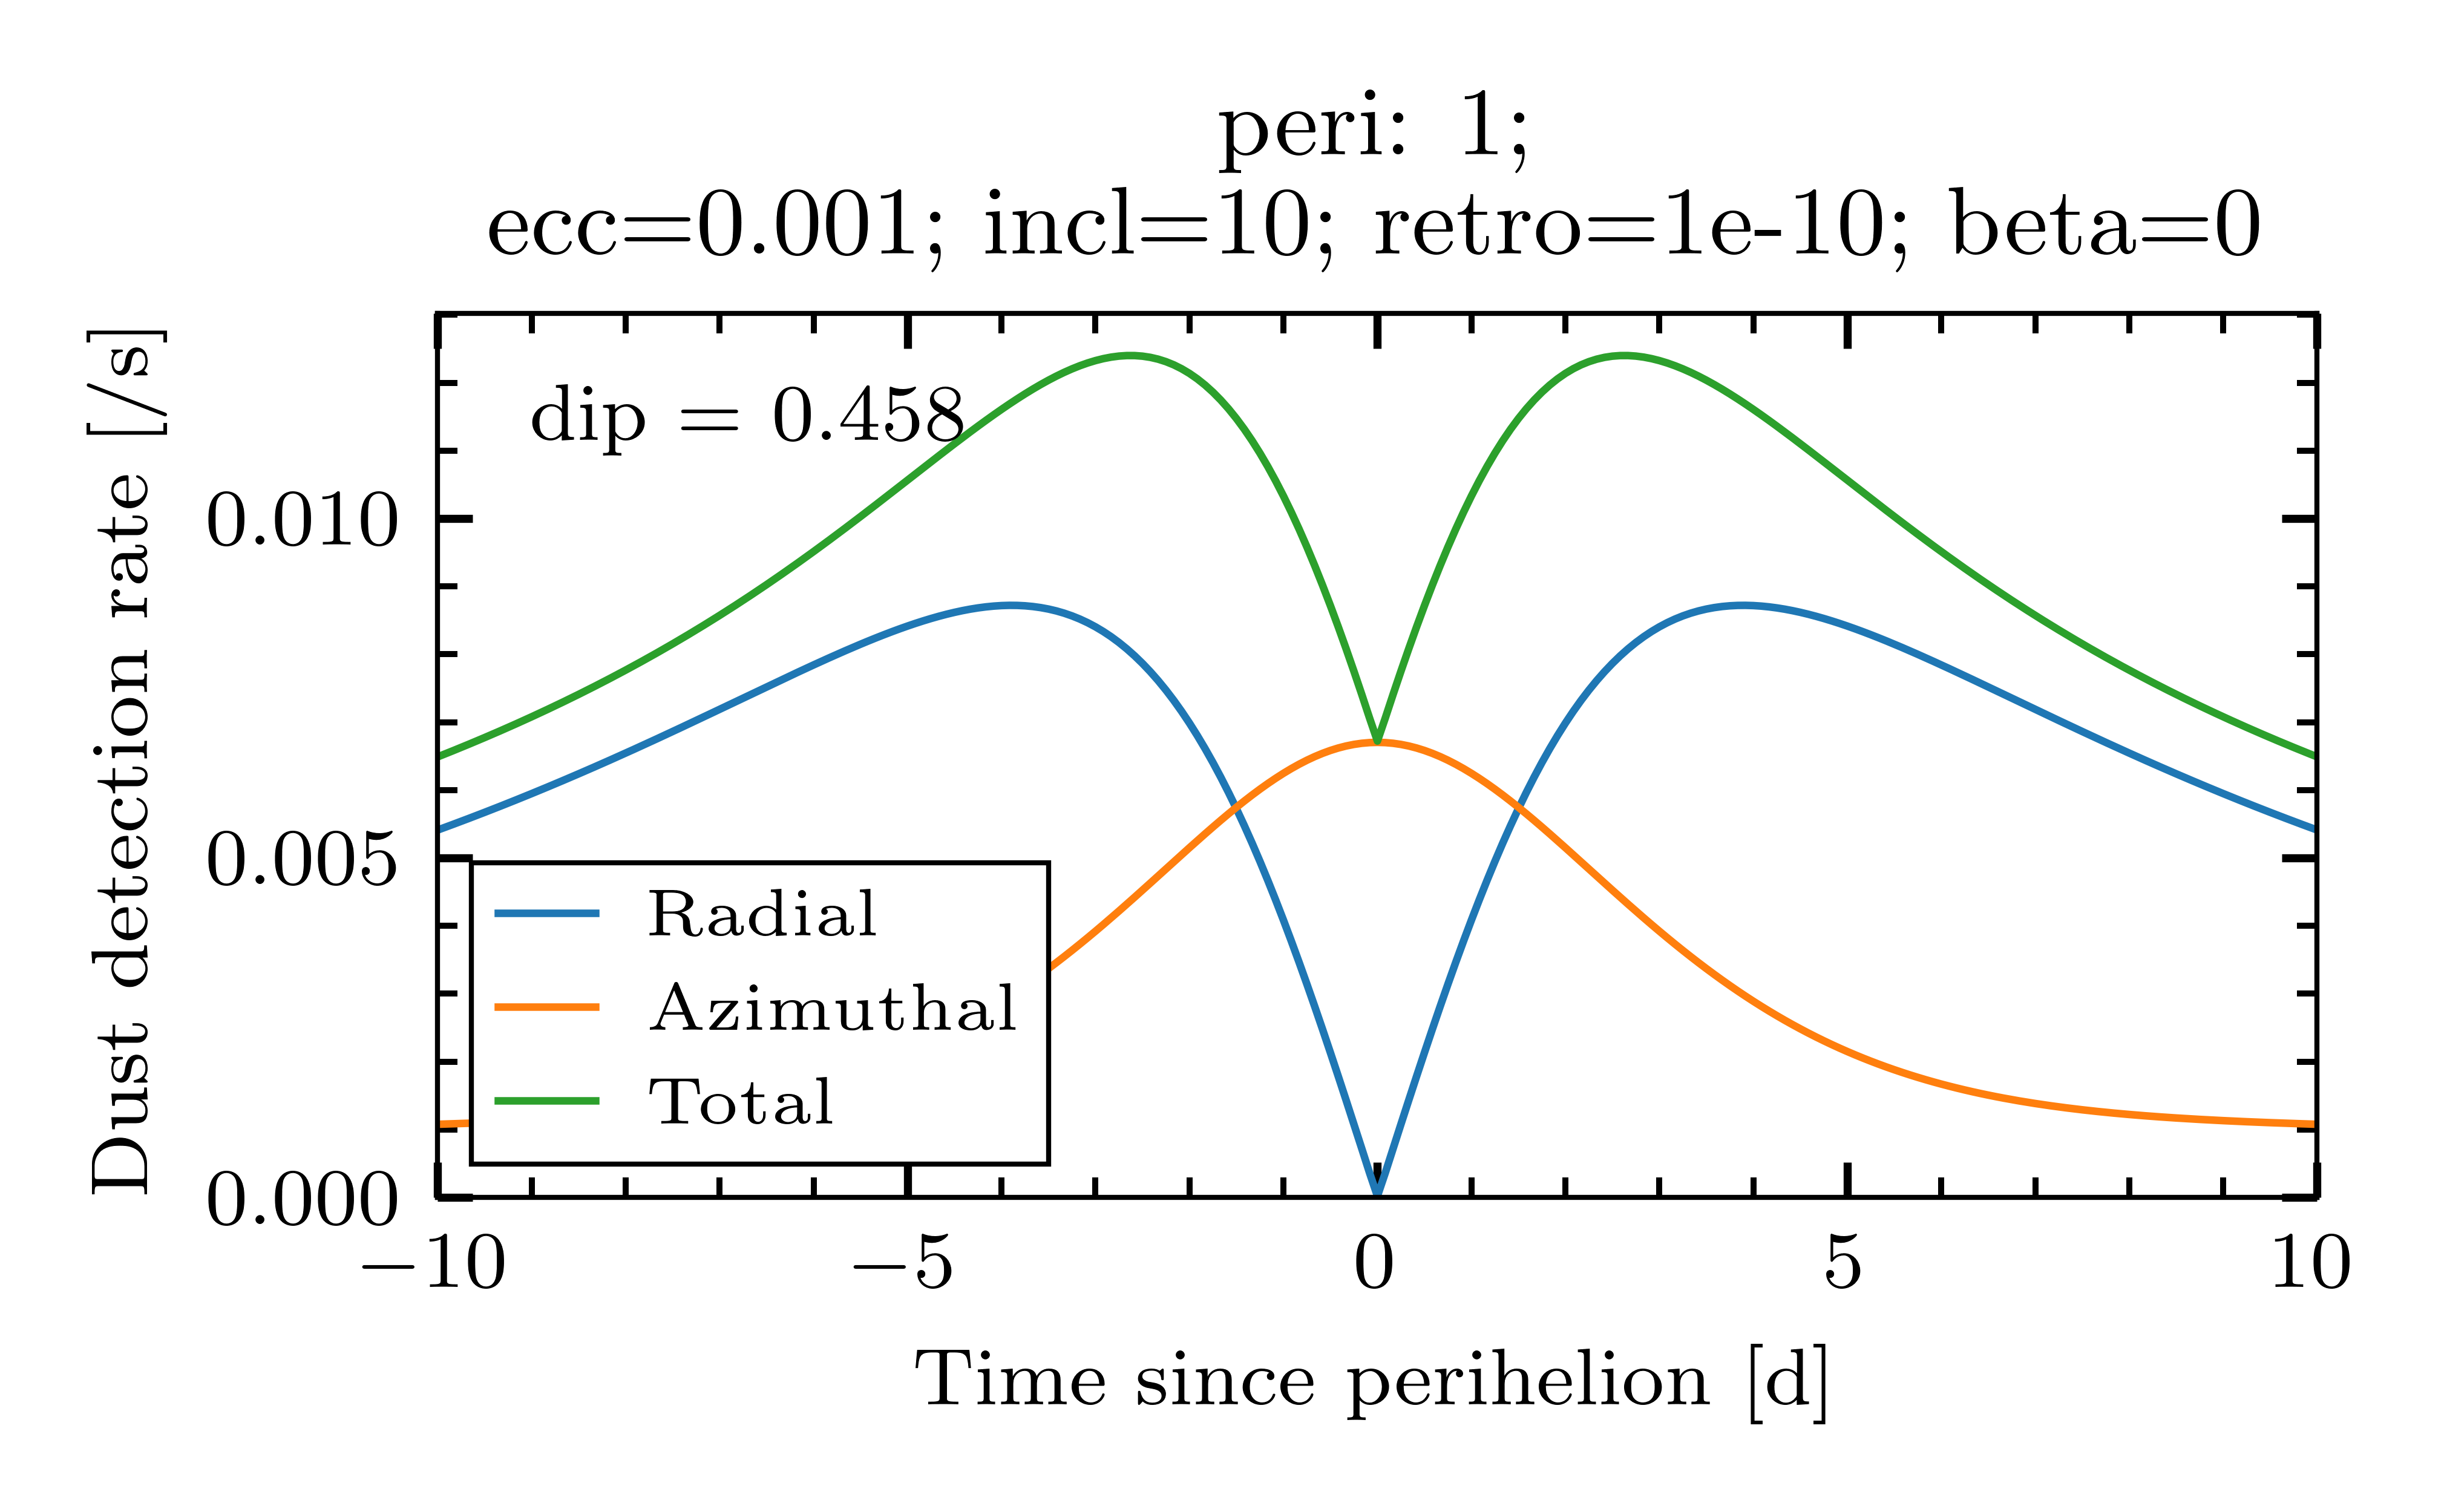 peri: 1;
ecc=0.001; incl=10; retro=1e-10; beta=0
Dust detection rate [/s]
dip = 0.458
0.010
0.005
0.000
Radial
Azimuthal
Total
−10
−5
0
5
10
Time since perihelion [d]